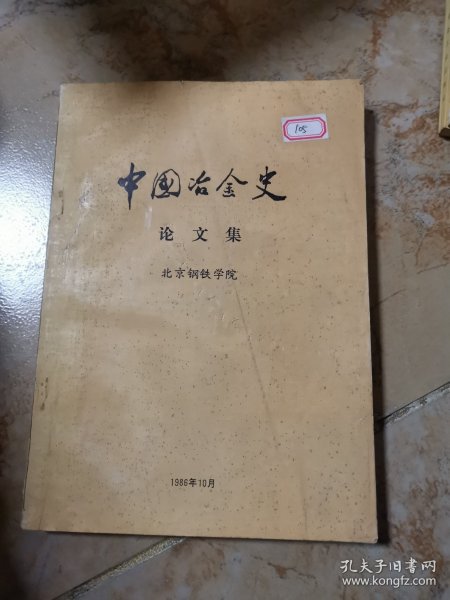 105
中國冶金史
论文集
北京钢铁学院
1986年10月
孔夫子旧书网
www.kongfz.com